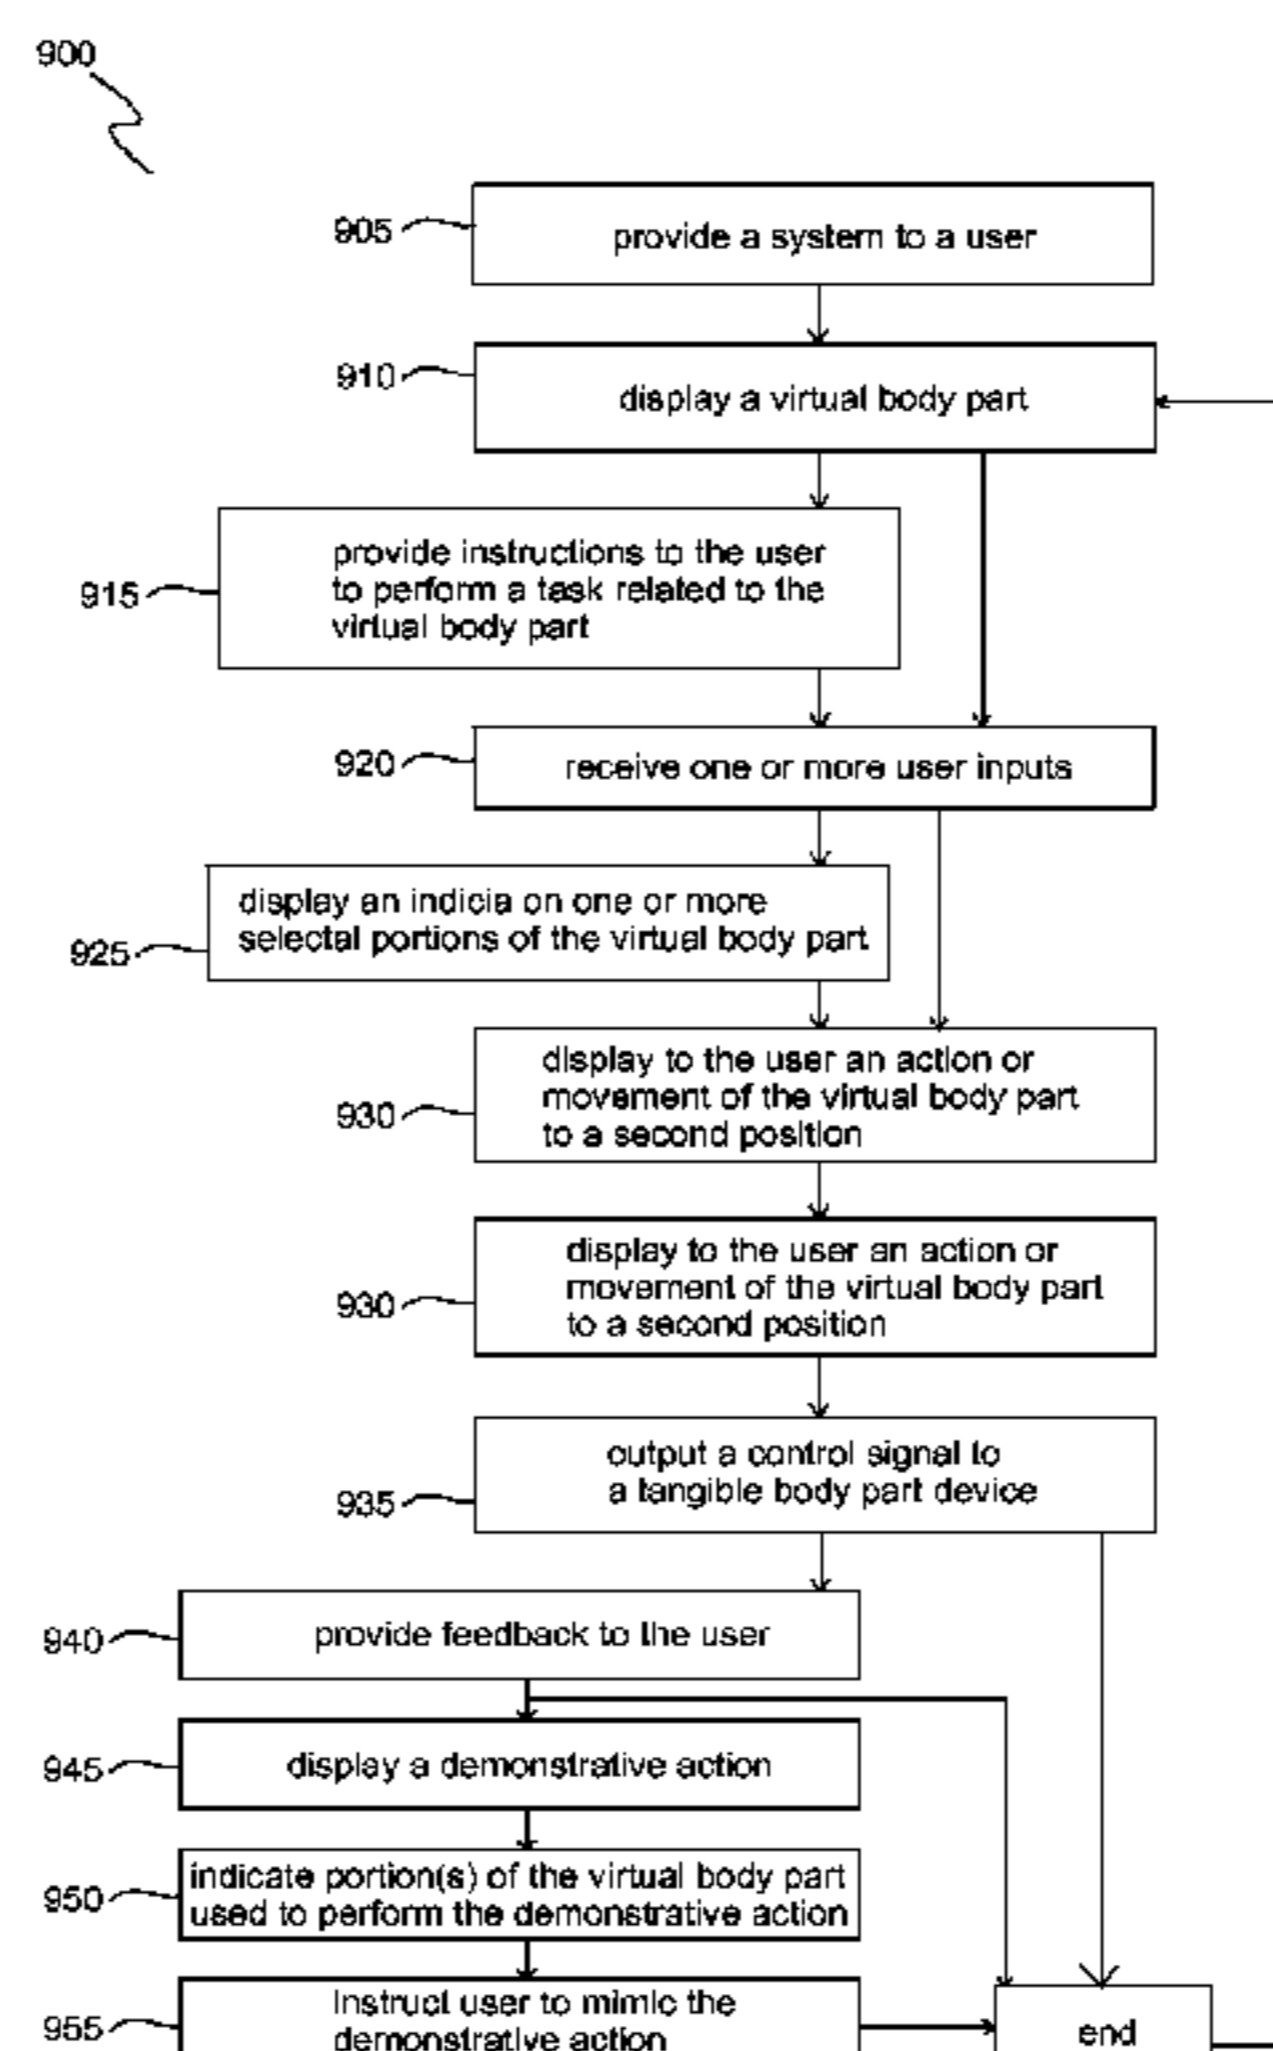 900
905
provide a system to a user
910
display a virtual body part
915
provide instructions to the user
to perform a task related to the
virtual body part
920
receive one or more user inputs
925
display an indicia on one or more
selectal portions of the virtual body part
930
display to the user an action or
movement of the virtual body part
to a second position
930
display to the user an action or
movement of the virtual body part
to a second position
935
output a control signal to
a tangible body part device
940
provide feedback to the user
945
display a demonstrative action
950
indicate portion(s) of the virtual body part
used to perform the demonstrative action
955
Instruct user to mimic the
demonstrative action
end